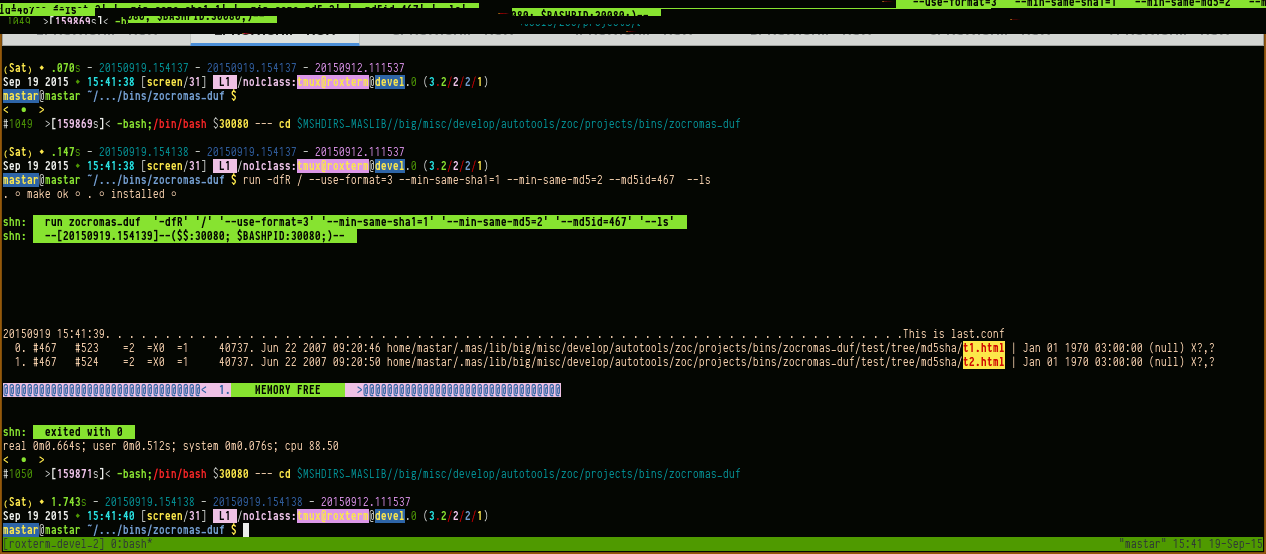 --use-format=3 --min-same-sha1=1 --min-same-md5=2
1049 >[159869s]< -b
(Sat) ♦ .070s - 20150919.154137 - 20150919.154137 - 20150912.111537
Sep 19 2015 • 15:41:38 [screen/31] L1 /nolclass:tmux@roxterm@devel.0 (3.2/2/2/1)
mastar@mastar ~/.../bins/zocromas_duf $
< • >
#1049 >[159869s]< -bash;/bin/bash $30080 --- cd $MSHDIRS_MASLIB//big/misc/develop/autotools/zoc/projects/bins/zocromas_duf
(Sat) ♦ .147s - 20150919.154138 - 20150919.154137 - 20150912.111537
Sep 19 2015 • 15:41:38 [screen/31] L1 /nolclass:tmux@roxterm@devel.0 (3.2/2/2/1)
mastar@mastar ~/.../bins/zocromas_duf $ run -dfR / --use-format=3 --min-same-sha1=1 --min-same-md5=2 --md5id=467  --ls
. ◦ make ok ◦ . ◦ installed ◦
shn: run zocromas_duf '-dfR' '/' '--use-format=3' '--min-same-sha1=1' '--min-same-md5=2' '--md5id=467' '--ls'
shn: --[20150919.154139]--($$:30080; $BASHPID:30080;)--
20150919 15:41:39. . . . . . . . . . . . . . . . . . . . . . . . . . . . . . . . . . . . . . . . . . . . . . . . . . . . . . . . . . . . . . . . . . .This is last.conf
0. #467 #523 =2 =X0 =1 40737. Jun 22 2007 09:20:46 home/mastar/.mas/lib/big/misc/develop/autotools/zoc/projects/bins/zocromas_duf/test/tree/md5sha/t1.html | Jan 01 1970 03:00:00 (null) X?,?
1. #467 #524 =2 =X0 =1 40737. Jun 22 2007 09:20:50 home/mastar/.mas/lib/big/misc/develop/autotools/zoc/projects/bins/zocromas_duf/test/tree/md5sha/t2.html | Jan 01 1970 03:00:00 (null) X?,?
@@@@@@@@@@@@@@@@@@@@@@@@@@@@@@@@@< 1. MEMORY FREE >@@@@@@@@@@@@@@@@@@@@@@@@@@@@@@@@@
shn: exited with 0
real 0m0.664s; user 0m0.512s; system 0m0.076s; cpu 88.50
< • >
#1050 >[159871s]< -bash;/bin/bash $30080 --- cd $MSHDIRS_MASLIB//big/misc/develop/autotools/zoc/projects/bins/zocromas_duf
(Sat) ♦ 1.743s - 20150919.154138 - 20150919.154138 - 20150912.111537
Sep 19 2015 • 15:41:40 [screen/31] L1 /nolclass:tmux@roxterm@devel.0 (3.2/2/2/1)
mastar@mastar ~/.../bins/zocromas_duf $
[roxterm_devel_2] 0:bash* "mastar" 15:41 19-Sep-15